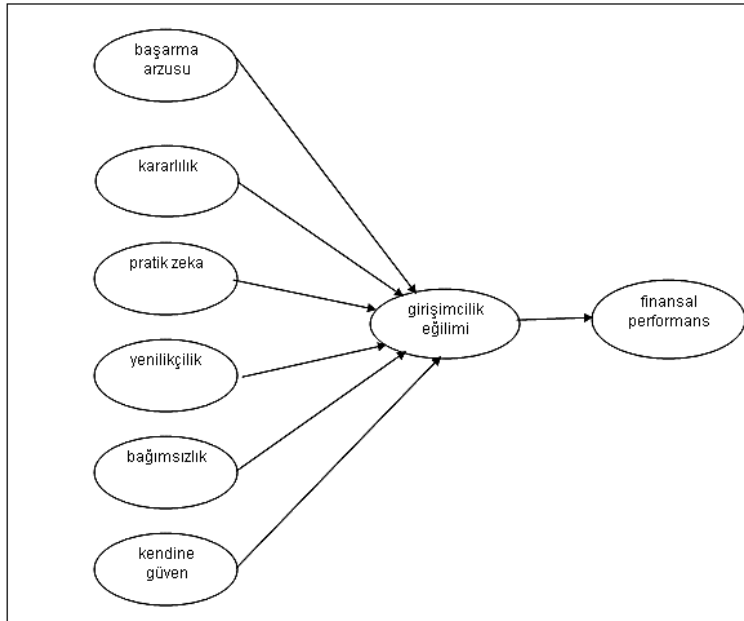 başarma
arzusu
kararlılık
pratik zeka
yenilikçilik
bağımsızlık
kendine
güven
girişimcilik
eğilimi
finansal
performans